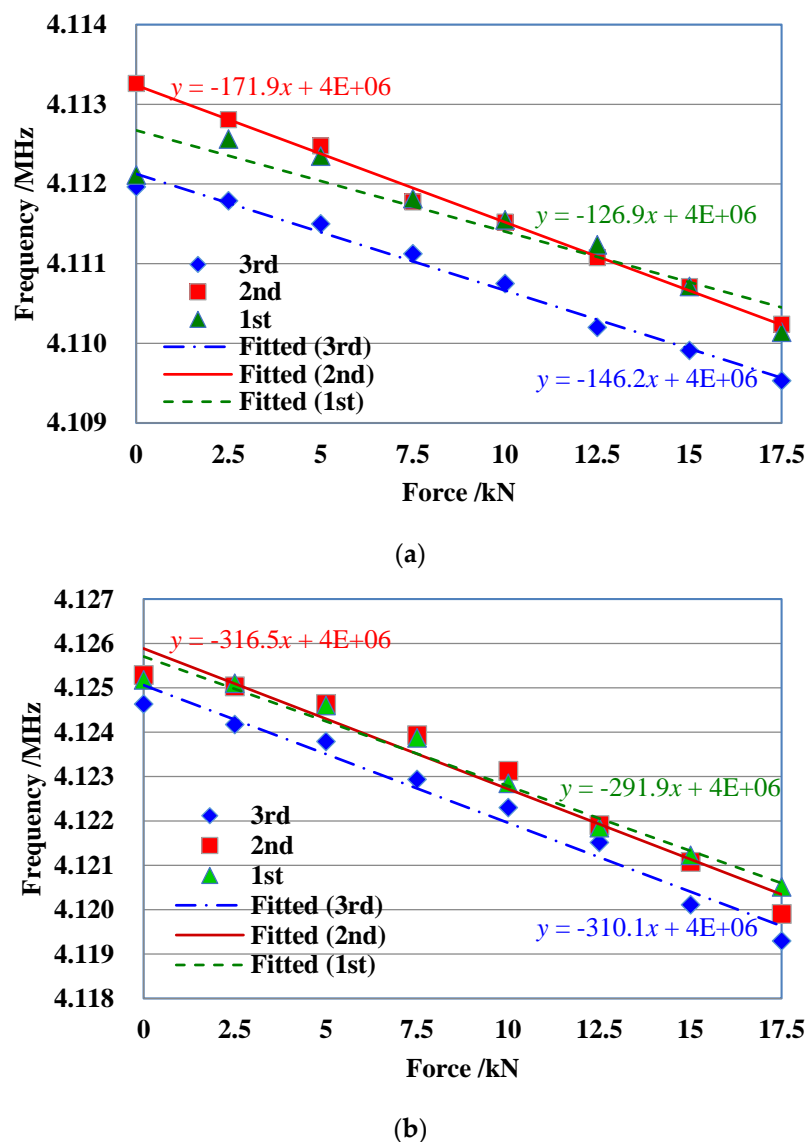 4.114
y = -171.9x + 4E+06
4.113
4.112
y = -126.9x + 4E+06
4.111
3rd
2nd
1st
4.110
Fitted (3rd)
y = -146.2x + 4E+06
Fitted (2nd)
Fitted (1st)
4.109
Frequency /MHz
0 2.5 5 7.5 10 12.5 15 17.5
Force /kN
(a)
4.127
4.126
y = -316.5x + 4E+06
4.125
4.124
4.123
y = -291.9x + 4E+06
4.122
3rd
4.121
2nd
1st
4.120
Fitted (3rd)
y = -310.1x + 4E+06
Fitted (2nd)
4.119
Fitted (1st)
4.118
Frequency /MHz
0 2.5 5 7.5 10 12.5 15 17.5
Force /kN
(b)